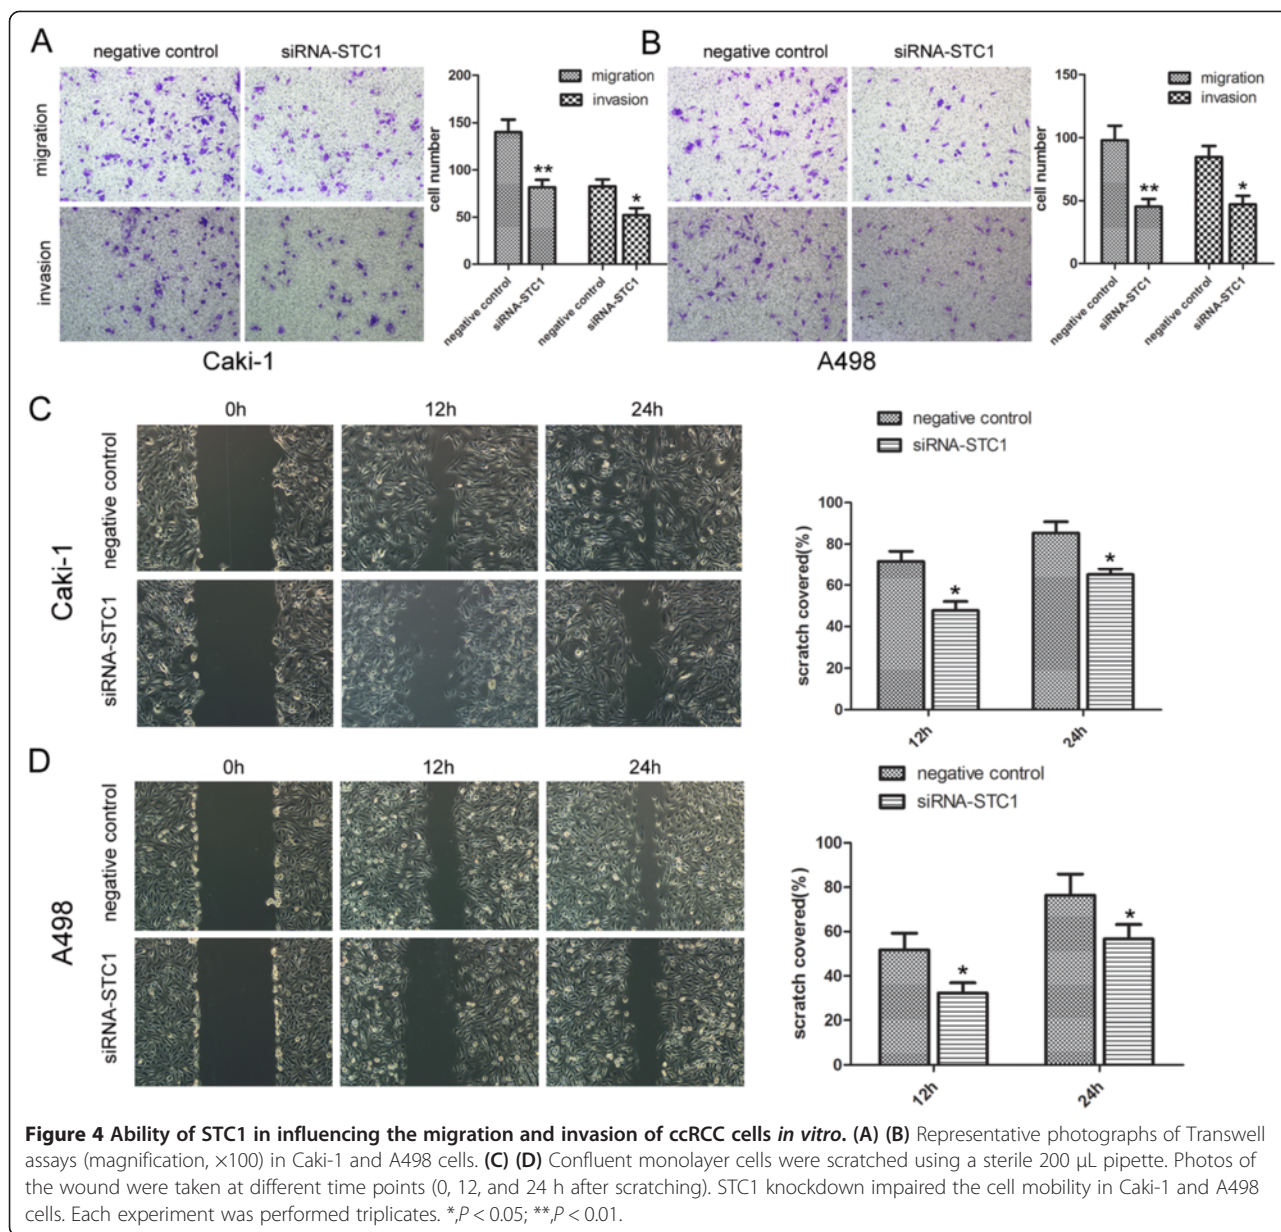 A
negative control
siRNA-STC1
migration
invasion
Caki-1
200
150
100
50
0
cell number
migration
invasion
**
*
negative control
siRNA-STC1
negative control
siRNA-STC1
B
negative control
siRNA-STC1
A498
150
100
50
0
cell number
migration
invasion
**
*
negative control
siRNA-STC1
negative control
siRNA-STC1
C
0h
12h
24h
Caki-1
negative control
siRNA-STC1
negative control
siRNA-STC1
100
80
60
40
20
0
scratch covered(%)
*
*
12h
24h
D
0h
12h
24h
A498
negative control
siRNA-STC1
negative control
siRNA-STC1
100
80
60
40
20
0
scratch covered(%)
*
*
12h
24h
Figure 4 Ability of STC1 in influencing the migration and invasion of ccRCC cells in vitro. (A) (B) Representative photographs of Transwell
assays (magnification, ×100) in Caki-1 and A498 cells. (C) (D) Confluent monolayer cells were scratched using a sterile 200 μL pipette. Photos of
the wound were taken at different time points (0, 12, and 24 h after scratching). STC1 knockdown impaired the cell mobility in Caki-1 and A498
cells. Each experiment was performed triplicates. *,P < 0.05; **,P < 0.01.